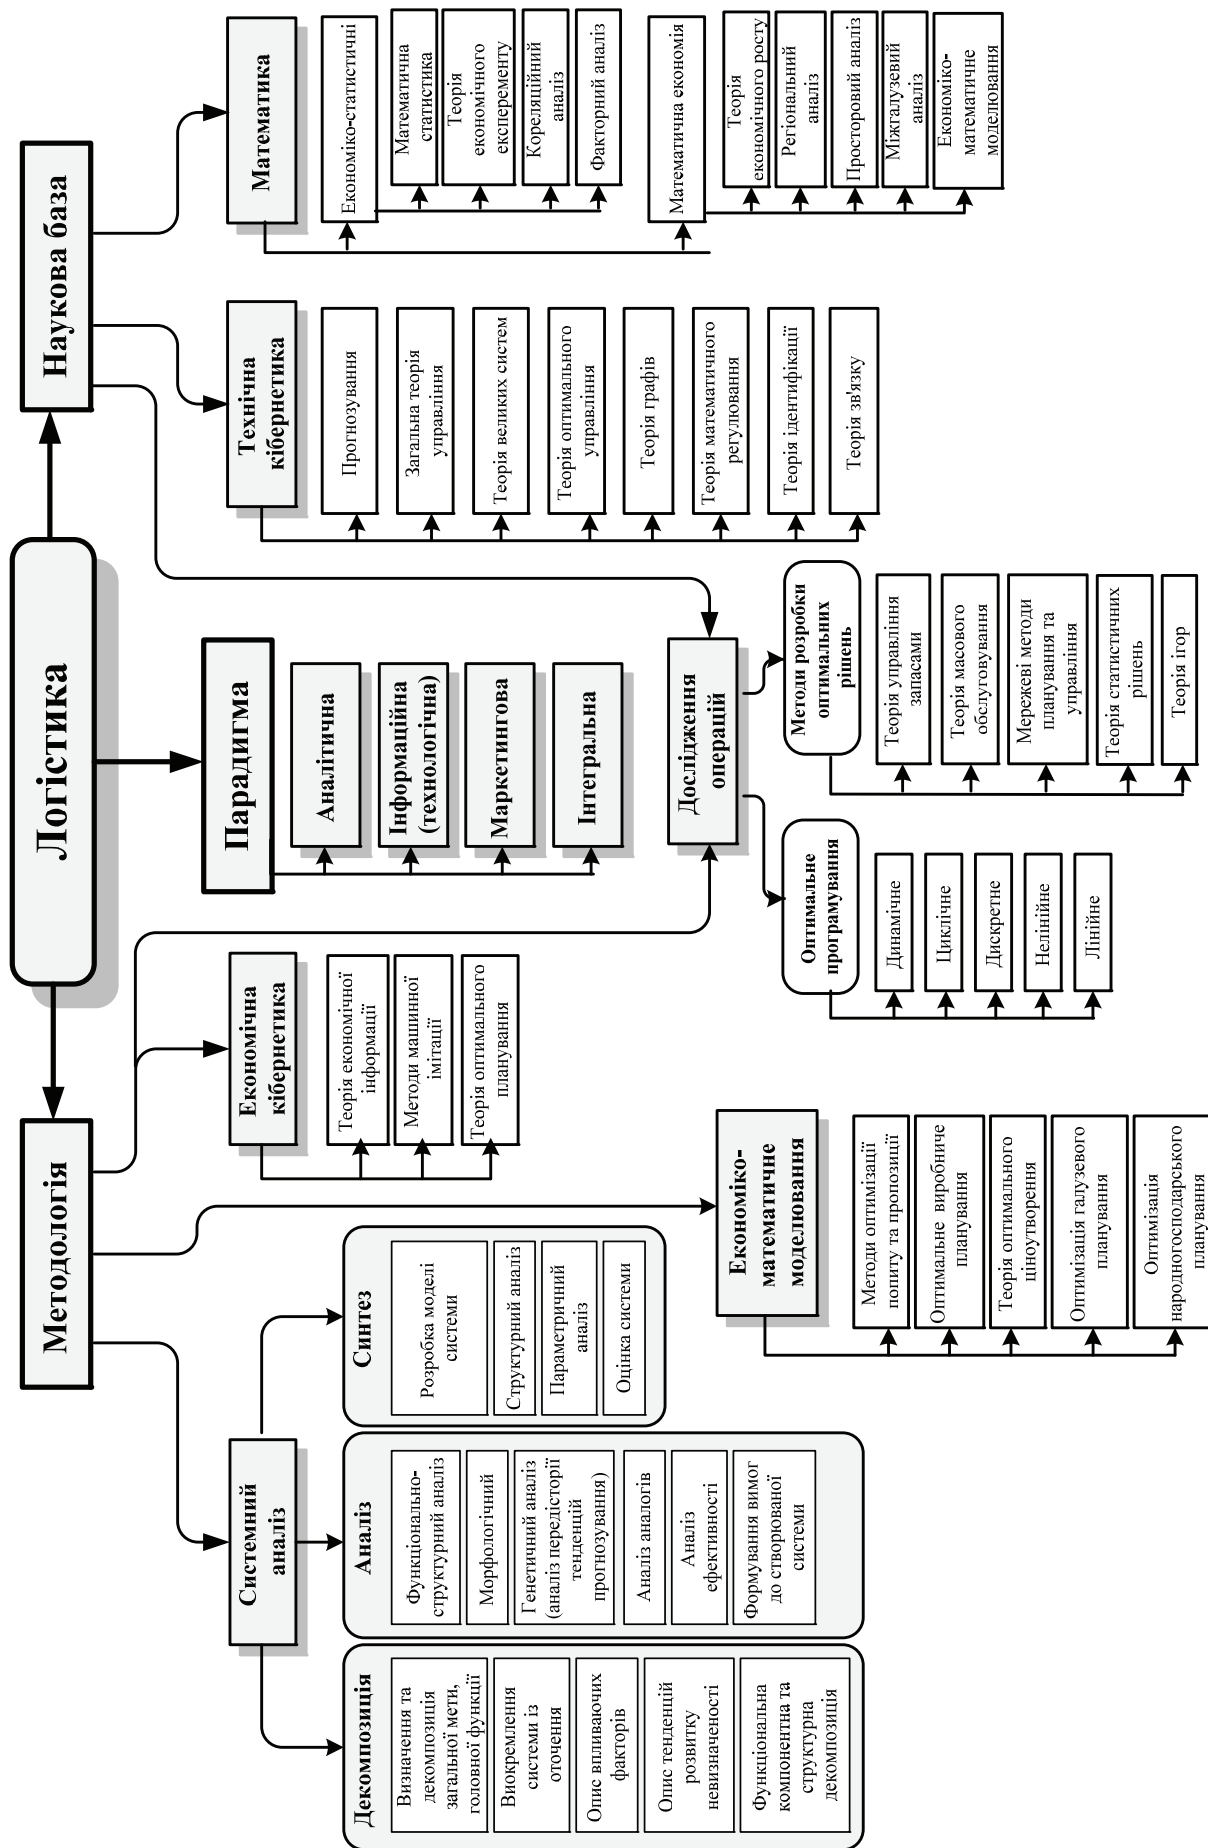 Логістика
Методологія
Парадигма
Наукова база
Системний
аналіз
Декомпозиція
Визначення та
декомпозиція
загальної мети,
головної функції
Виокремлення
системи із
оточення
Опис впливаючих
факторів
Опис тенденцій
розвитку
невизначеності
Функціональна
компонентна та
структурна
декомпозиція
Аналіз
Функціонально-
структурний аналіз
Морфологічний
Генетичний аналіз
(аналіз передісторії
тенденцій
прогнозування)
Аналіз аналогів
Аналіз
ефективності
Формування вимог
до створюваної
системи
Синтез
Розробка моделі
системи
Структурний аналіз
Параметричний
аналіз
Оцінка системи
Економіко-
математичне
моделювання
Методи оптимізації
попиту та пропозиції
Оптимальне виробниче
планування
Теорія оптимального
ціноутворення
Оптимізація галузевого
планування
Оптимізація
народногосподарського
планування
Економічна
кібернетика
Теорія економічної
інформації
Методи машинної
імітації
Теорія оптимального
планування
Аналітична
Інформаційна
(технологічна)
Маркетингова
Інтегральна
Дослідження
операцій
Оптимальне
програмування
Динамічне
Циклічне
Дискретне
Нелінійне
Лінійне
Методи розробки
оптимальних
рішень
Теорія управління
запасами
Теорія масового
обслуговування
Мережеві методи
планування та
управління
Теорія статистичних
рішень
Теорія ігор
Технічна
кібернетика
Прогнозування
Загальна теорія
управління
Теорія великих систем
Теорія оптимального
управління
Теорія графів
Теорія математичного
регулювання
Теорія ідентифікації
Теорія зв'язку
Математика
Економіко-статистичні
Математична
статистика
Теорія
економічного
експеременту
Кореляційний
аналіз
Факторний аналіз
Математична економія
Теорія
економічного росту
Регіональний
аналіз
Просторовий аналіз
Міжгалузевий
аналіз
Економіко-
математичне
моделювання